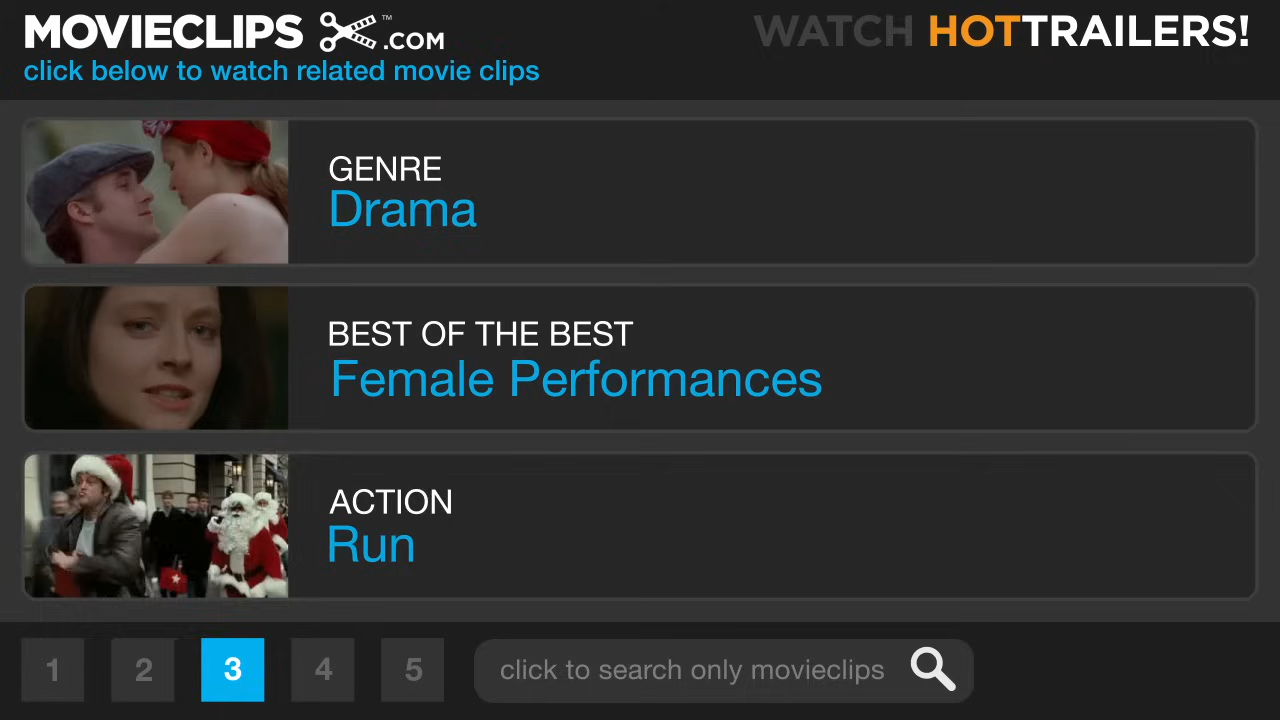 MOVIECLIPS ™ .COM
WATCH HOTTRAILERS!
click below to watch related movie clips
GENRE
Drama
BEST OF THE BEST
Female Performances
ACTION
Run
1 2 3 4 5 click to search only movieclips